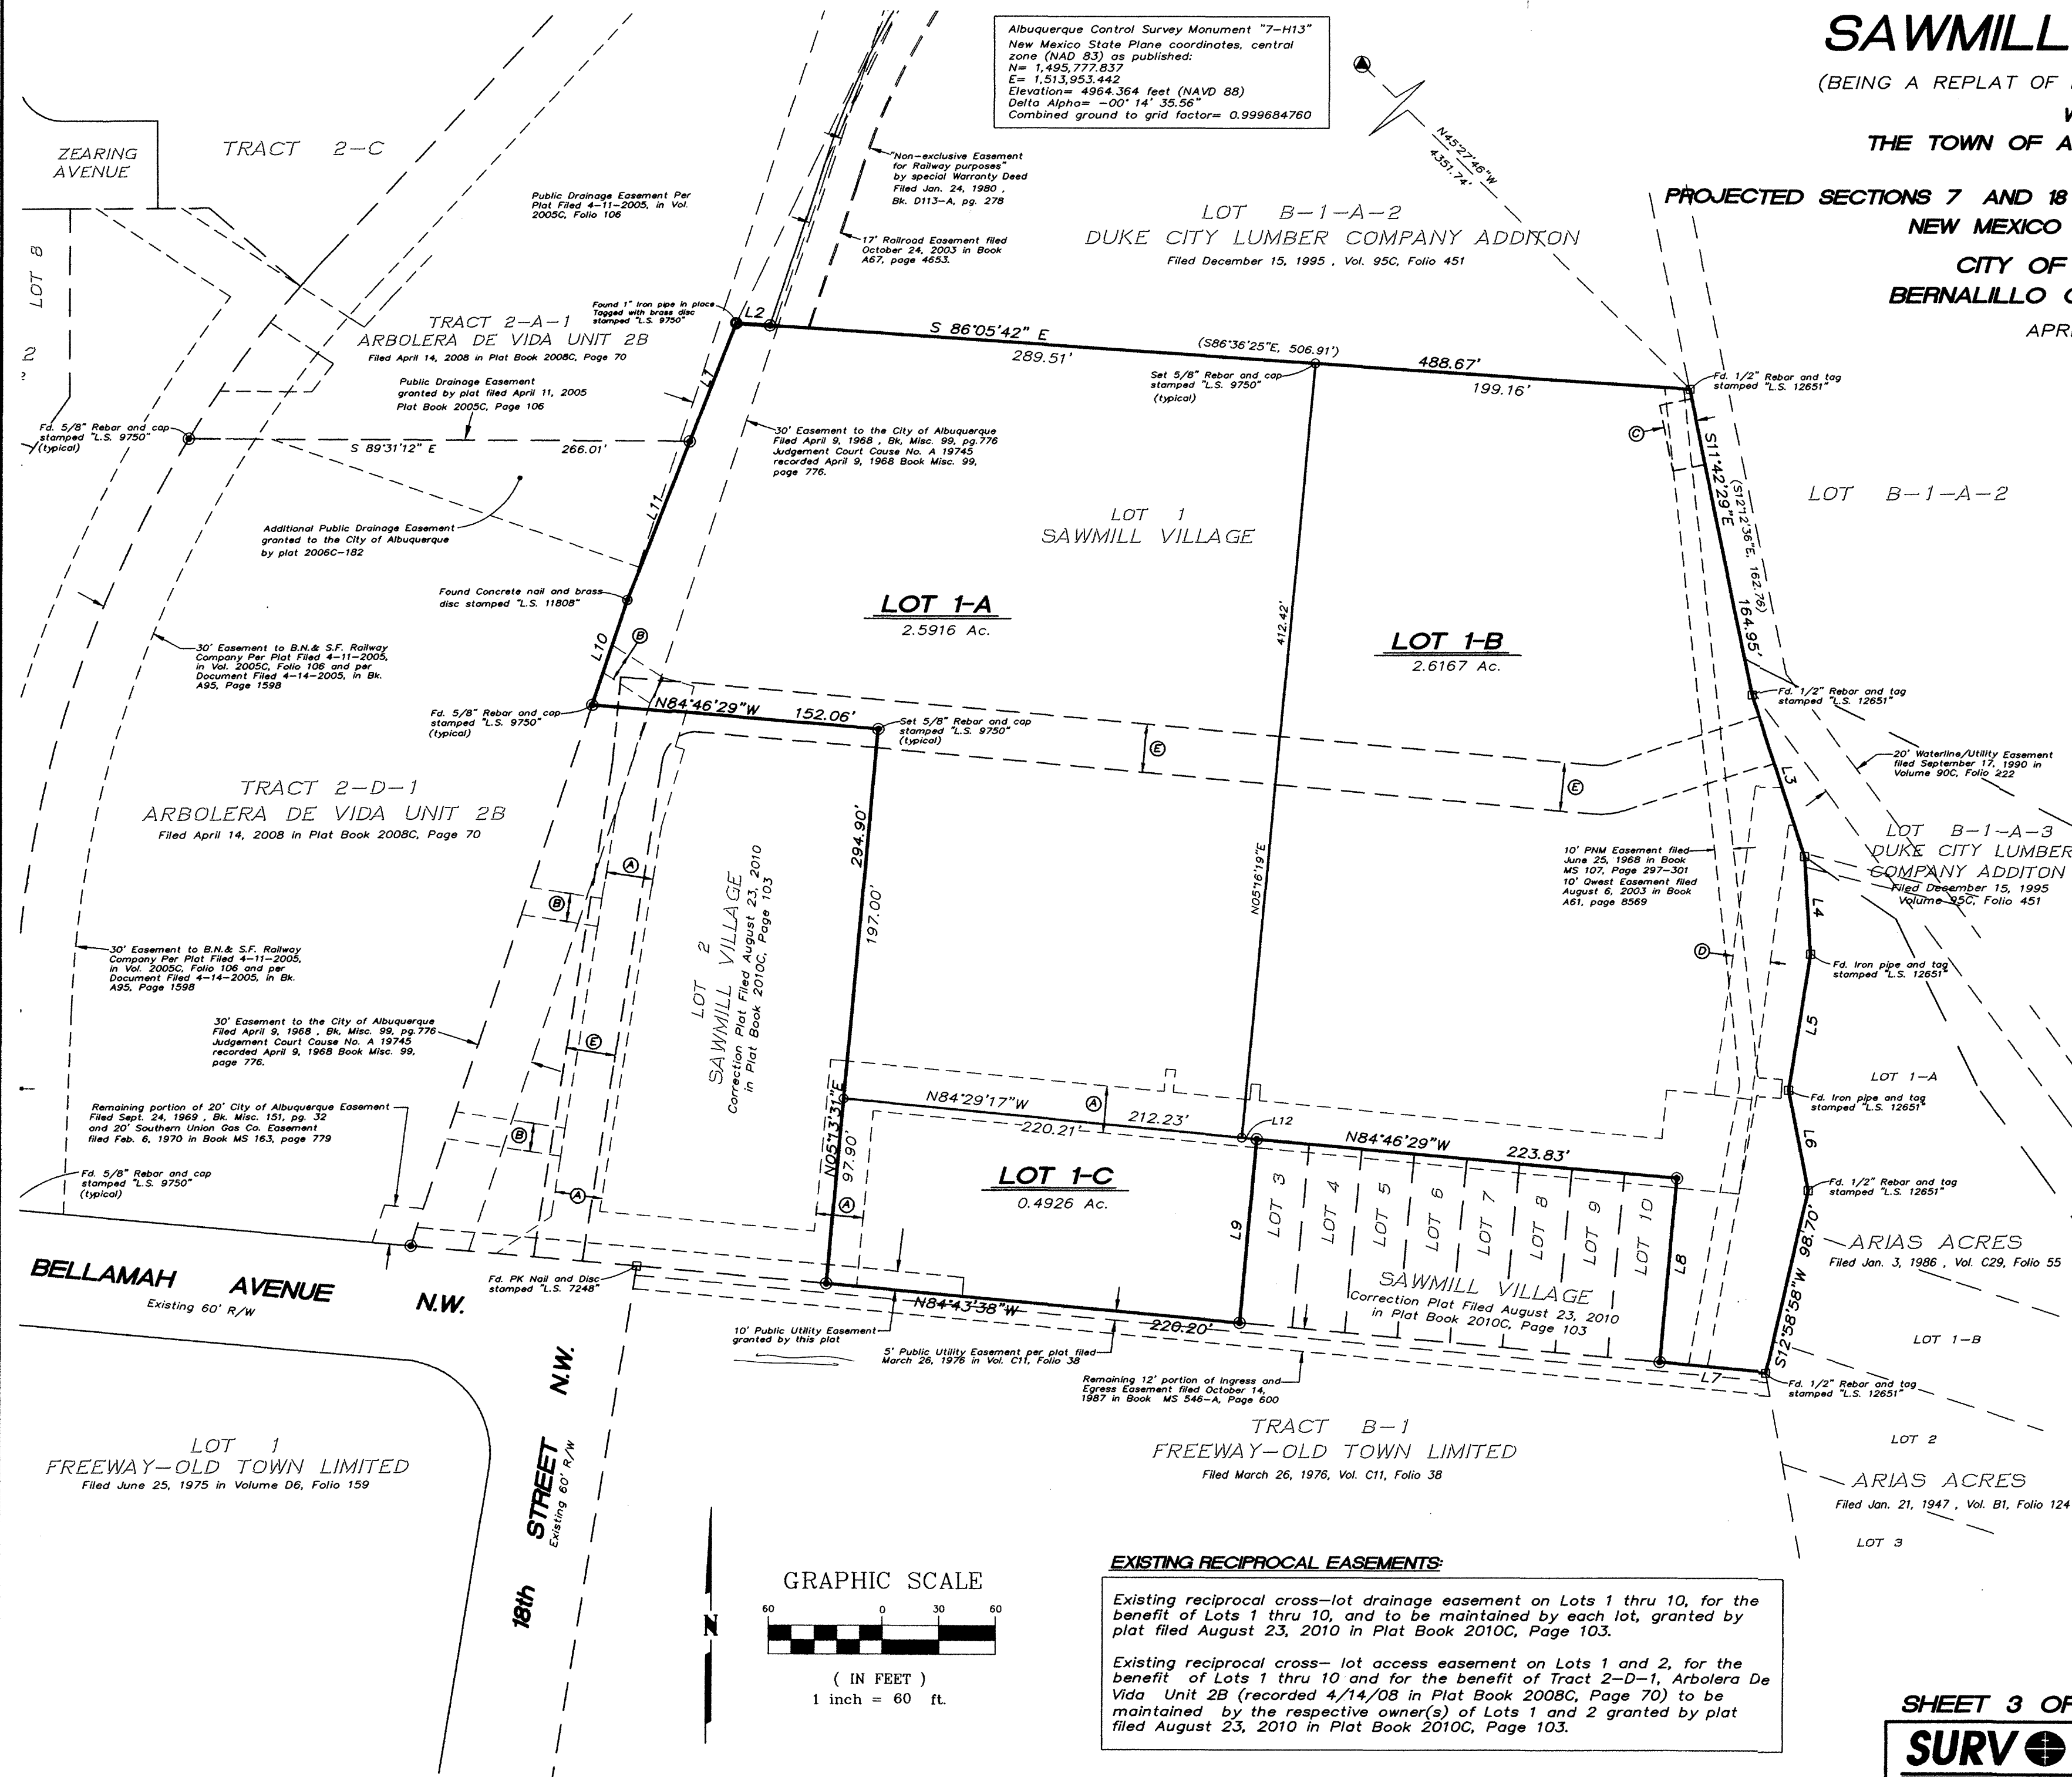 SAWMILL
(BEING A REPLAT OF
THE TOWN OF A
PROJECTED SECTIONS 7 AND 18
NEW MEXICO
CITY OF
BERNALILLO
APR
Albuquerque Control Survey Monument "7-H13"
New Mexico State Plane coordinates, central
zone (NAD 83) as published:
N= 1,495,777.837
E= 1,513,953.442
Elevation= 4964.364 feet (NAVD 88)
Delta Alpha= -00° 14' 35.56"
Combined ground to grid factor= 0.999684760
N45°27'46"W
4351.74'
ZEARING
AVENUE
TRACT 2-C
LOT B
2
Public Drainage Easement Per
Plat Filed 4-11-2005, in Vol.
2005C, Folio 106
"Non-exclusive Easement
for Railway purposes"
by special Warranty Deed
Filed Jan. 24, 1980 ,
Bk. D113-A, pg. 278
17' Railroad Easement filed
October 24, 2003 in Book
A67, page 4653.
LOT B-1-A-2
DUKE CITY LUMBER COMPANY ADDITON
Filed December 15, 1995 , Vol. 95C, Folio 451
Found 1" Iron pipe in place
Tagged with brass disc
stamped "L.S. 9750"
L2
TRACT 2-A-1
ARBOLERA DE VIDA UNIT 2B
Filed April 14, 2008 in Plat Book 2008C, Page 70
S 86°05'42" E
289.51'
(S86°36'25"E, 506.91')
488.67'
199.16'
Set 5/8" Rebar and cap
stamped "L.S. 9750"
(typical)
Fd. 1/2" Rebar and tag
stamped "L.S. 12651"
Public Drainage Easement
granted by plat filed April 11, 2005
Plat Book 2005C, Page 106
L1
Fd. 5/8" Rebar and cap
stamped "L.S. 9750"
(typical)
S 89°31'12" E
266.01'
30' Easement to the City of Albuquerque
Filed April 9, 1968 , Bk, Misc. 99, pg.776
Judgement Court Cause No. A 19745
recorded April 9, 1968 Book Misc. 99,
page 776.
C
S11°42'29"E
164.95'
(S12°12'36"E, 162.76)
LOT B-1-A-2
L11
LOT 1
SAWMILL VILLAGE
Additional Public Drainage Easement
granted to the City of Albuquerque
by plat 2006C-182
Found Concrete nail and brass
disc stamped "L.S. 11808"
LOT 1-A
2.5916 Ac.
412.42'
N05°16'19"E
LOT 1-B
2.6167 Ac.
L10
B
30' Easement to B.N.& S.F. Railway
Company Per Plat Filed 4-11-2005,
in Vol. 2005C, Folio 106 and per
Document Filed 4-14-2005, in Bk.
A95, Page 1598
Fd. 5/8" Rebar and cap
stamped "L.S. 9750"
(typical)
N84°46'29"W
152.06'
Set 5/8" Rebar and cap
stamped "L.S. 9750"
(typical)
E
E
Fd. 1/2" Rebar and tag
stamped "L.S. 12651"
20' Waterline/Utility Easement
filed September 17, 1990 in
Volume 90C, Folio 222
L3
TRACT 2-D-1
ARBOLERA DE VIDA UNIT 2B
Filed April 14, 2008 in Plat Book 2008C, Page 70
294.90'
197.00'
LOT 2
SAWMILL VILLAGE
Correction Plat Filed August 23, 2010
in Plat Book 2010C, Page 103
A
B
10' PNM Easement filed
June 25, 1968 in Book
MS 107, Page 297-301
10' Qwest Easement filed
August 6, 2003 in Book
A61, page 8569
LOT B-1-A-3
DUKE CITY LUMBER
COMPANY ADDITON
Filed December 15, 1995
Volume 95C, Folio 451
L4
D
Fd. Iron pipe and tag
stamped "L.S. 12651"
30' Easement to B.N.& S.F. Railway
Company Per Plat Filed 4-11-2005,
in Vol. 2005C, Folio 106 and per
Document Filed 4-14-2005, in Bk.
A95, Page 1598
30' Easement to the City of Albuquerque
Filed April 9, 1968 , Bk, Misc. 99, pg.776
Judgement Court Cause No. A 19745
recorded April 9, 1968 Book Misc. 99,
page 776.
E
L5
LOT 1-A
Fd. Iron pipe and tag
stamped "L.S. 12651"
Remaining portion of 20' City of Albuquerque Easement
Filed Sept. 24, 1969 , Bk. Misc. 151, pg. 32
and 20' Southern Union Gas Co. Easement
filed Feb. 6, 1970 in Book MS 163, page 779
B
N05°13'31"E
97.90'
N84°29'17"W
220.21'
212.23'
A
L12
N84°46'29"W
223.83'
L6
Fd. 5/8" Rebar and cap
stamped "L.S. 9750"
(typical)
A
A
LOT 1-C
0.4926 Ac.
L9
LOT 3
LOT 4
LOT 5
LOT 6
LOT 7
LOT 8
LOT 9
LOT 10
L8
Fd. 1/2" Rebar and tag
stamped "L.S. 12651"
S12°58'58"W 98.70'
ARIAS ACRES
Filed Jan. 3, 1986 , Vol. C29, Folio 55
SAWMILL VILLAGE
Correction Plat Filed August 23, 2010
in Plat Book 2010C, Page 103
BELLAMAH AVENUE N.W.
Existing 60' R/W
Fd. PK Nail and Disc
stamped "L.S. 7248"
N84°43'38"W
220.20'
10' Public Utility Easement
granted by this plat
5' Public Utility Easement per plat filed
March 26, 1976 in Vol. C11, Folio 38
Remaining 12' portion of Ingress and
Egress Easement filed October 14,
1987 in Book MS 546-A, Page 600
L7
LOT 1-B
Fd. 1/2" Rebar and tag
stamped "L.S. 12651"
18th STREET N.W.
Existing 60' R/W
LOT 1
FREEWAY-OLD TOWN LIMITED
Filed June 25, 1975 in Volume D6, Folio 159
TRACT B-1
FREEWAY-OLD TOWN LIMITED
Filed March 26, 1976, Vol. C11, Folio 38
LOT 2
ARIAS ACRES
Filed Jan. 21, 1947 , Vol. B1, Folio 124
LOT 3
N
GRAPHIC SCALE
60 0 30 60
( IN FEET )
1 inch = 60 ft.
EXISTING RECIPROCAL EASEMENTS:
Existing reciprocal cross-lot drainage easement on Lots 1 thru 10, for the
benefit of Lots 1 thru 10, and to be maintained by each lot, granted by
plat filed August 23, 2010 in Plat Book 2010C, Page 103.
Existing reciprocal cross- lot access easement on Lots 1 and 2, for the
benefit of Lots 1 thru 10 and for the benefit of Tract 2-D-1, Arbolera De
Vida Unit 2B (recorded 4/14/08 in Plat Book 2008C, Page 70) to be
maintained by the respective owner(s) of Lots 1 and 2 granted by plat
filed August 23, 2010 in Plat Book 2010C, Page 103.
SHEET 3 OF
SURV